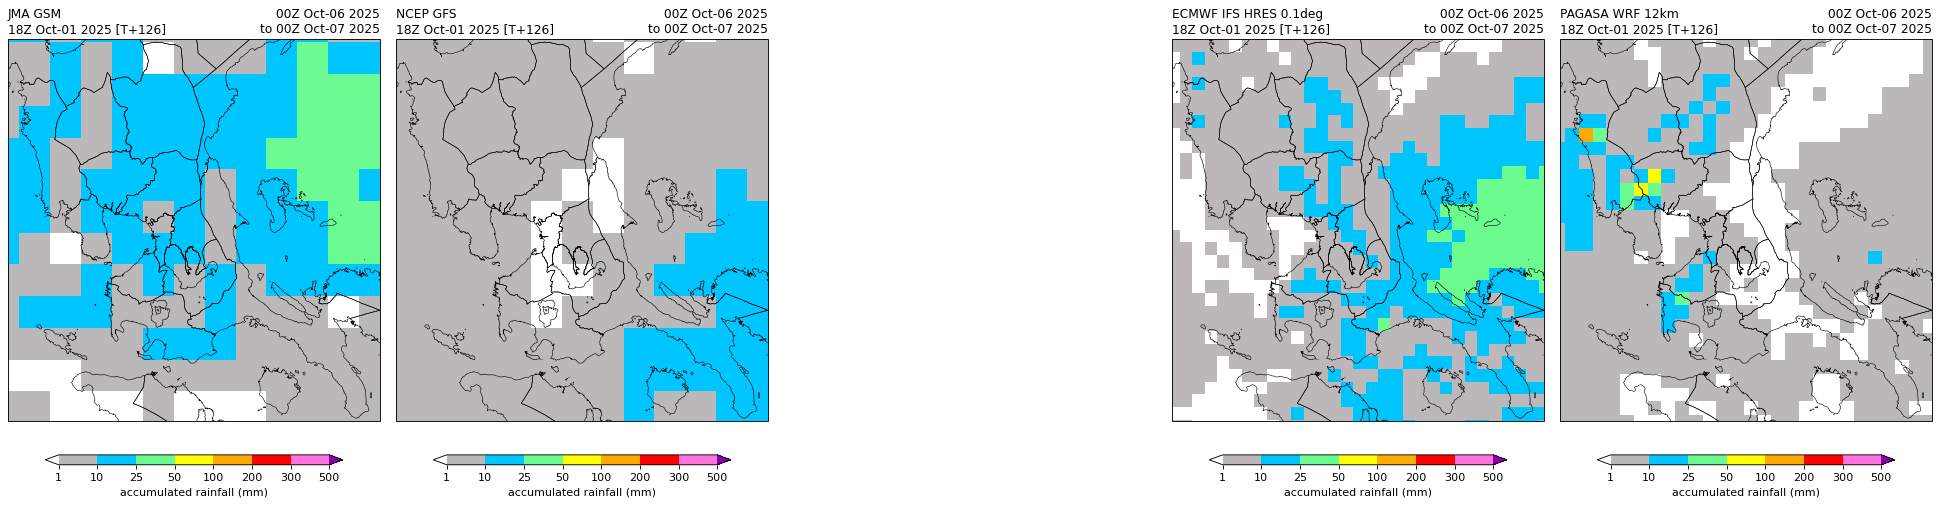 JMA GSM 00Z Oct-06 2025
18Z Oct-01 2025 [T+126] to 00Z Oct-07 2025
1 10 25 50 100 200 300 500
accumulated rainfall (mm)
NCEP GFS 00Z Oct-06 2025
18Z Oct-01 2025 [T+126] to 00Z Oct-07 2025
1 10 25 50 100 200 300 500
accumulated rainfall (mm)
ECMWF IFS HRES 0.1deg 00Z Oct-06 2025
18Z Oct-01 2025 [T+126] to 00Z Oct-07 2025
1 10 25 50 100 200 300 500
accumulated rainfall (mm)
PAGASA WRF 12km 00Z Oct-06 2025
18Z Oct-01 2025 [T+126] to 00Z Oct-07 2025
1 10 25 50 100 200 300 500
accumulated rainfall (mm)